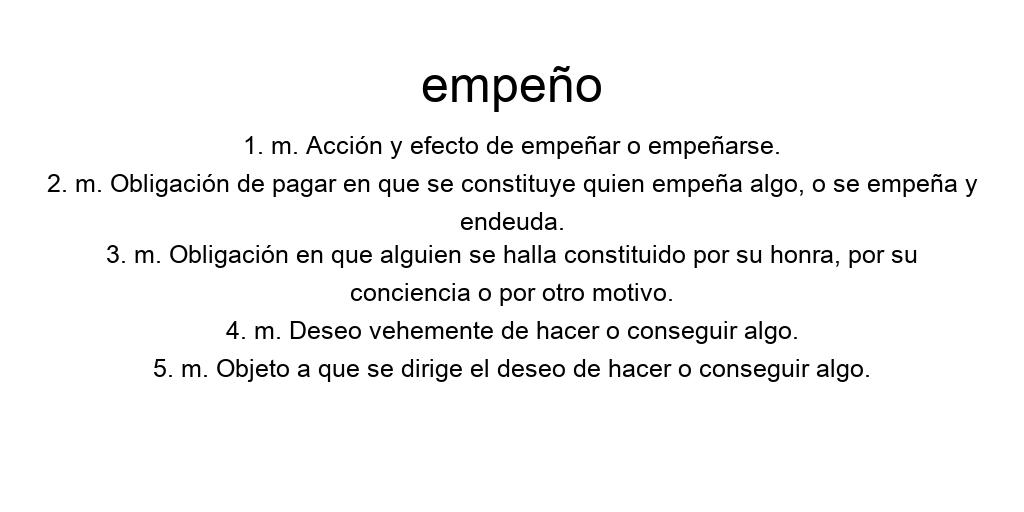 empeño
1. m. Acción y efecto de empeñar o empeñarse.
2. m. Obligación de pagar en que se constituye quien empeña algo, o se empeña y
endeuda.
3. m. Obligación en que alguien se halla constituido por su honra, por su
conciencia o por otro motivo.
4. m. Deseo vehemente de hacer o conseguir algo.
5. m. Objeto a que se dirige el deseo de hacer o conseguir algo.